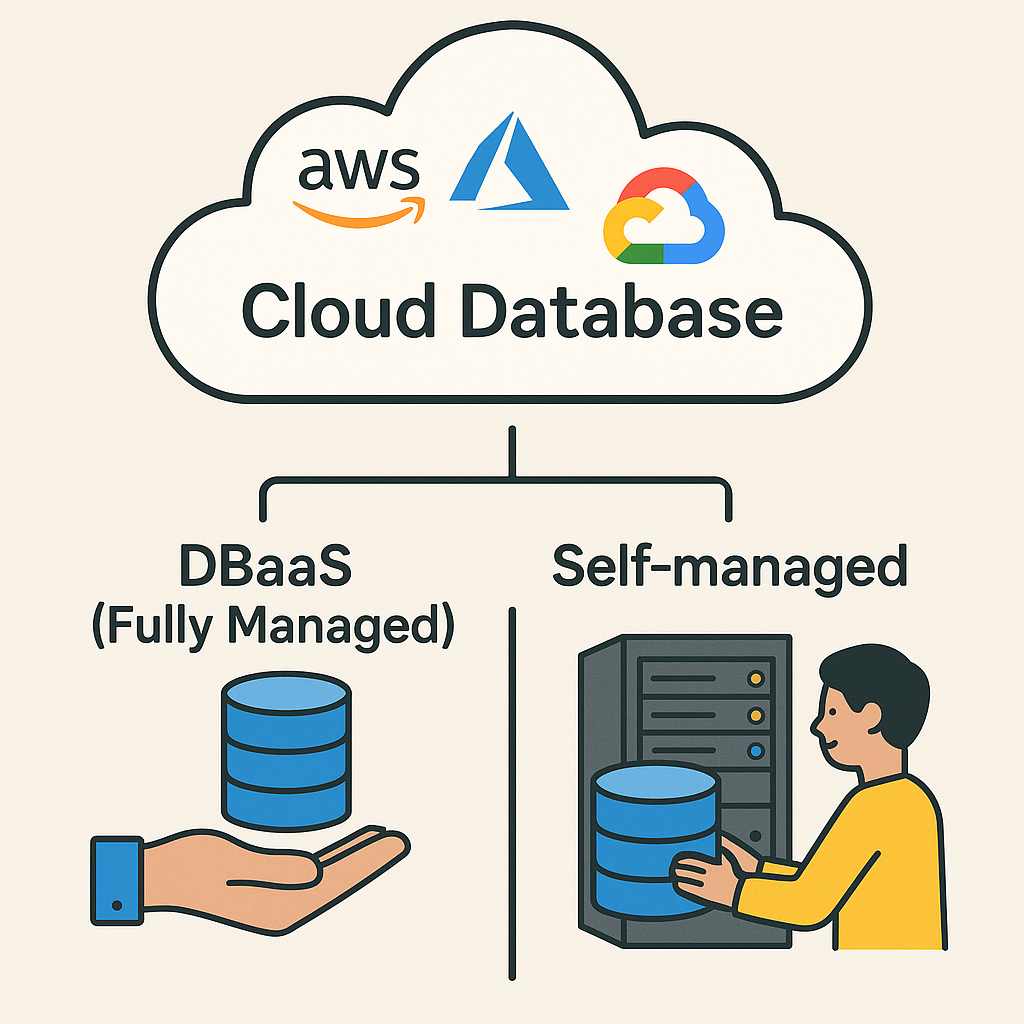 aws
Cloud Database
DBaaS
(Fully Managed)
Self-managed